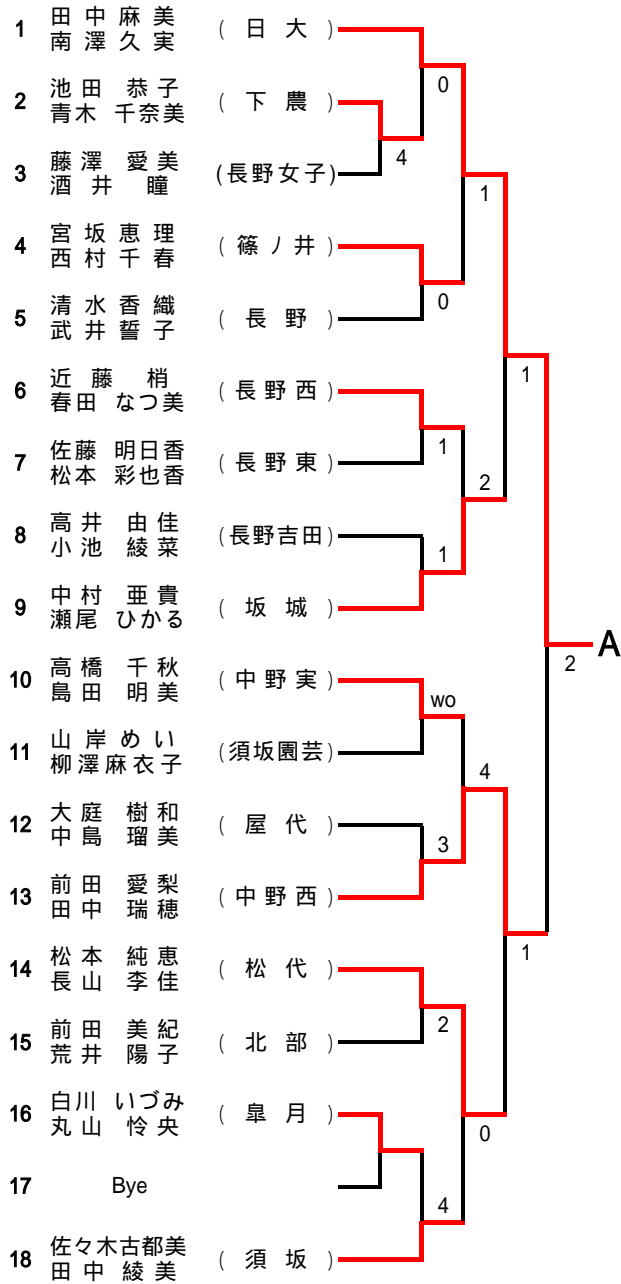 1 田中麻美 南澤久実 (日大)
0
2 池田 恭子 青木 千奈美 (下農)
4
3 藤澤 愛美 酒井 瞳 (長野女子)
1
4 宮坂恵理 西村千春 (篠ノ井)
0
5 清水香織 武井誓子 (長野)
1
6 近藤 梢 春田 なつ美 (長野西)
1
7 佐藤 明日香 松本 彩也香 (長野東)
2
8 高井 由佳 小池 綾菜 (長野吉田)
1
9 中村 亜貴 瀬尾 ひかる (坂城)
A
2
10 高橋 千秋 島田 明美 (中野実)
wo
11 山岸めい 柳澤麻衣子 (須坂園芸)
4
12 大庭 樹和 中島 瑠美 (屋代)
3
13 前田 愛梨 田中 瑞穂 (中野西)
1
14 松本 純恵 長山 李佳 (松代)
2
15 前田 美紀 荒井 陽子 (北部)
16 白川 いづみ 丸山 怜央 (皐月)
0
17 Bye
4
18 佐々木古都美 田中綾美 (須坂)